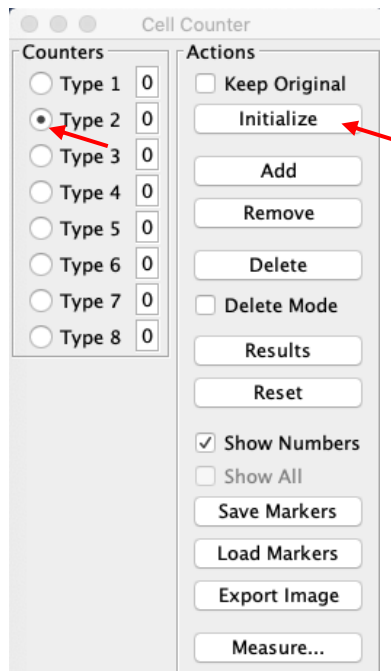 Cell Counter
Counters
Type 1 0
Type 2 0
Type 3 0
Type 4 0
Type 5 0
Type 6 0
Type 7 0
Type 8 0
Actions
Keep Original
Initialize
Add
Remove
Delete
Delete Mode
Results
Reset
Show Numbers
Show All
Save Markers
Load Markers
Export Image
Measure...